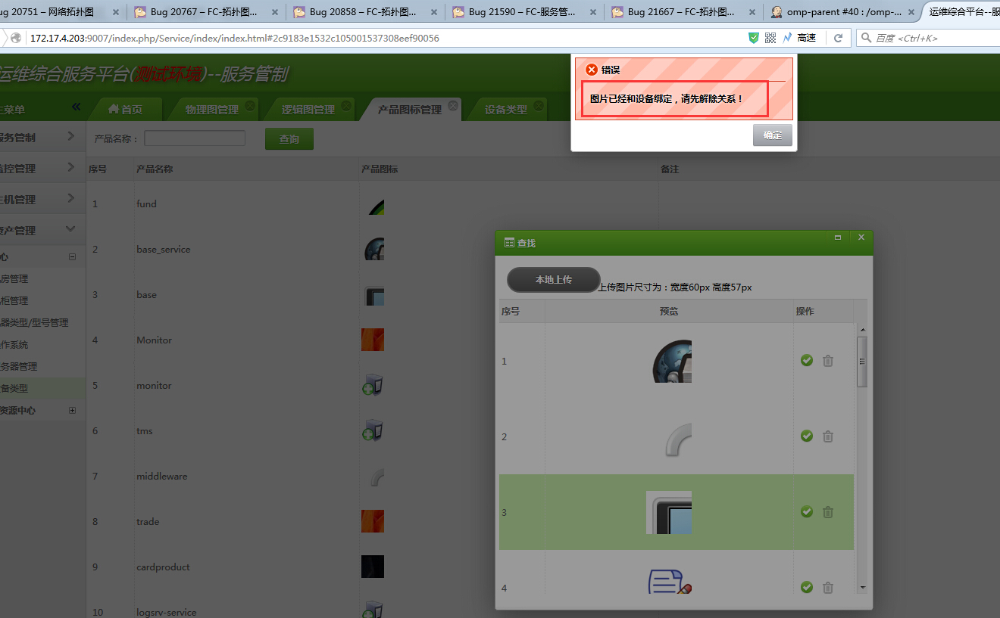 ug 20751 – 网络拓扑图
Bug 20767 – FC-拓扑图...
Bug 20858 – FC-拓扑图...
Bug 21590 – FC-服务管...
Bug 21667 – FC-拓扑图...
omp-parent #40 : /omp-...
运维综合平台--服
172.17.4.203:9007/index.php/Service/index/index.html#2c9183e1532c105001537308eef90056
高速
百度 <Ctrl+K>
运维综合服务平台(测试环境)--服务管制
主菜单
首页
物理图管理
逻辑图管理
产品图标管理
设备类型
错误
图片已经和设备绑定，请先解除关系！
确定
服务管制
监控管理
主机管理
资产管理
心
房管理
柜管理
器类型/型号管理
作系统
务器管理
备类型
资源中心
产品名称：
查询
序号 产品名称 产品图标 备注
1 fund
2 base_service
3 base
4 Monitor
5 monitor
6 tms
7 middleware
8 trade
9 cardproduct
10 logsrv-service
查找
本地上传
上传图片尺寸为：宽度60px 高度57px
序号 预览 操作
1
2
3
4